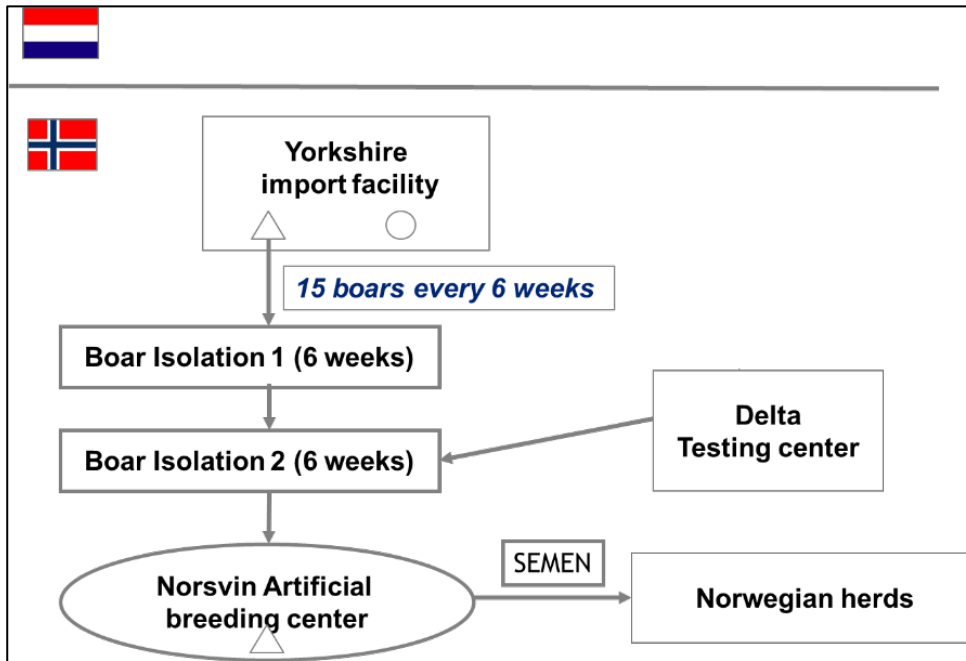 Yorkshire
import facility
15 boars every 6 weeks
Boar Isolation 1 (6 weeks)
Boar Isolation 2 (6 weeks)
Delta
Testing center
Norsvin Artificial
breeding center
SEMEN
Norwegian herds